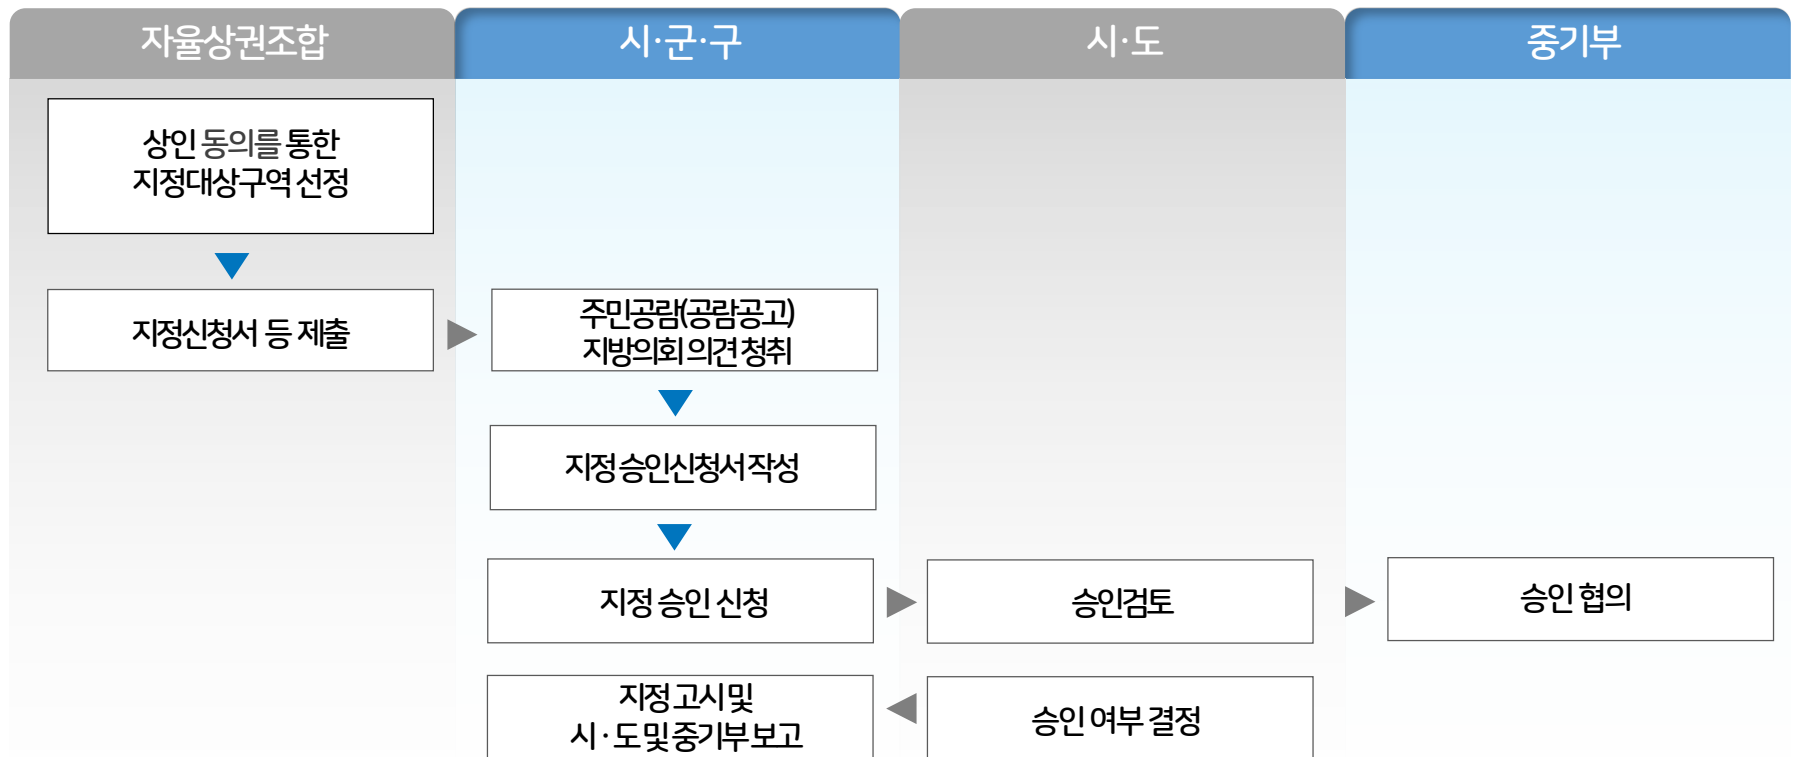 자율상권조합
시·군·구
시·도
중기부
상인 동의를 통한
지정대상구역 선정
지정신청서 등 제출
주민공람(공람공고)
지방의회 의견 청취
지정 승인신청서 작성
지정 승인 신청
승인검토
승인 협의
지정 고시 및
시·도 및 중기부 보고
승인 여부 결정